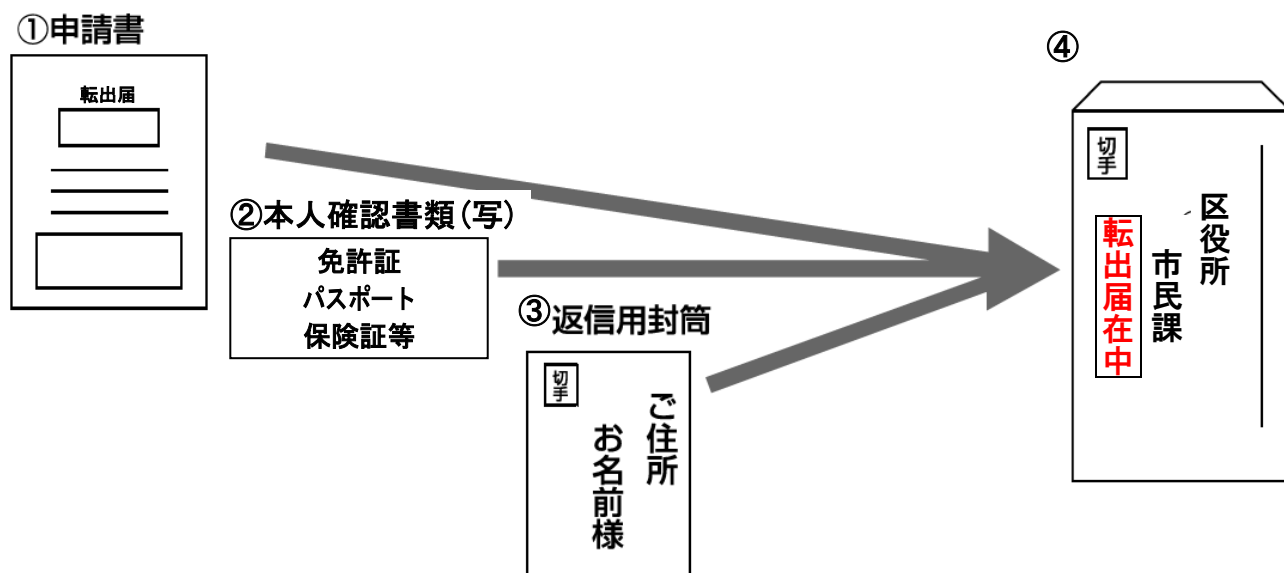 ①申請書
転出届
②本人確認書類(写)
免許証
パスポート
保険証等
③返信用封筒
切手
ご住所
お名前様
④
切手
区役所
市民課
転出届在中